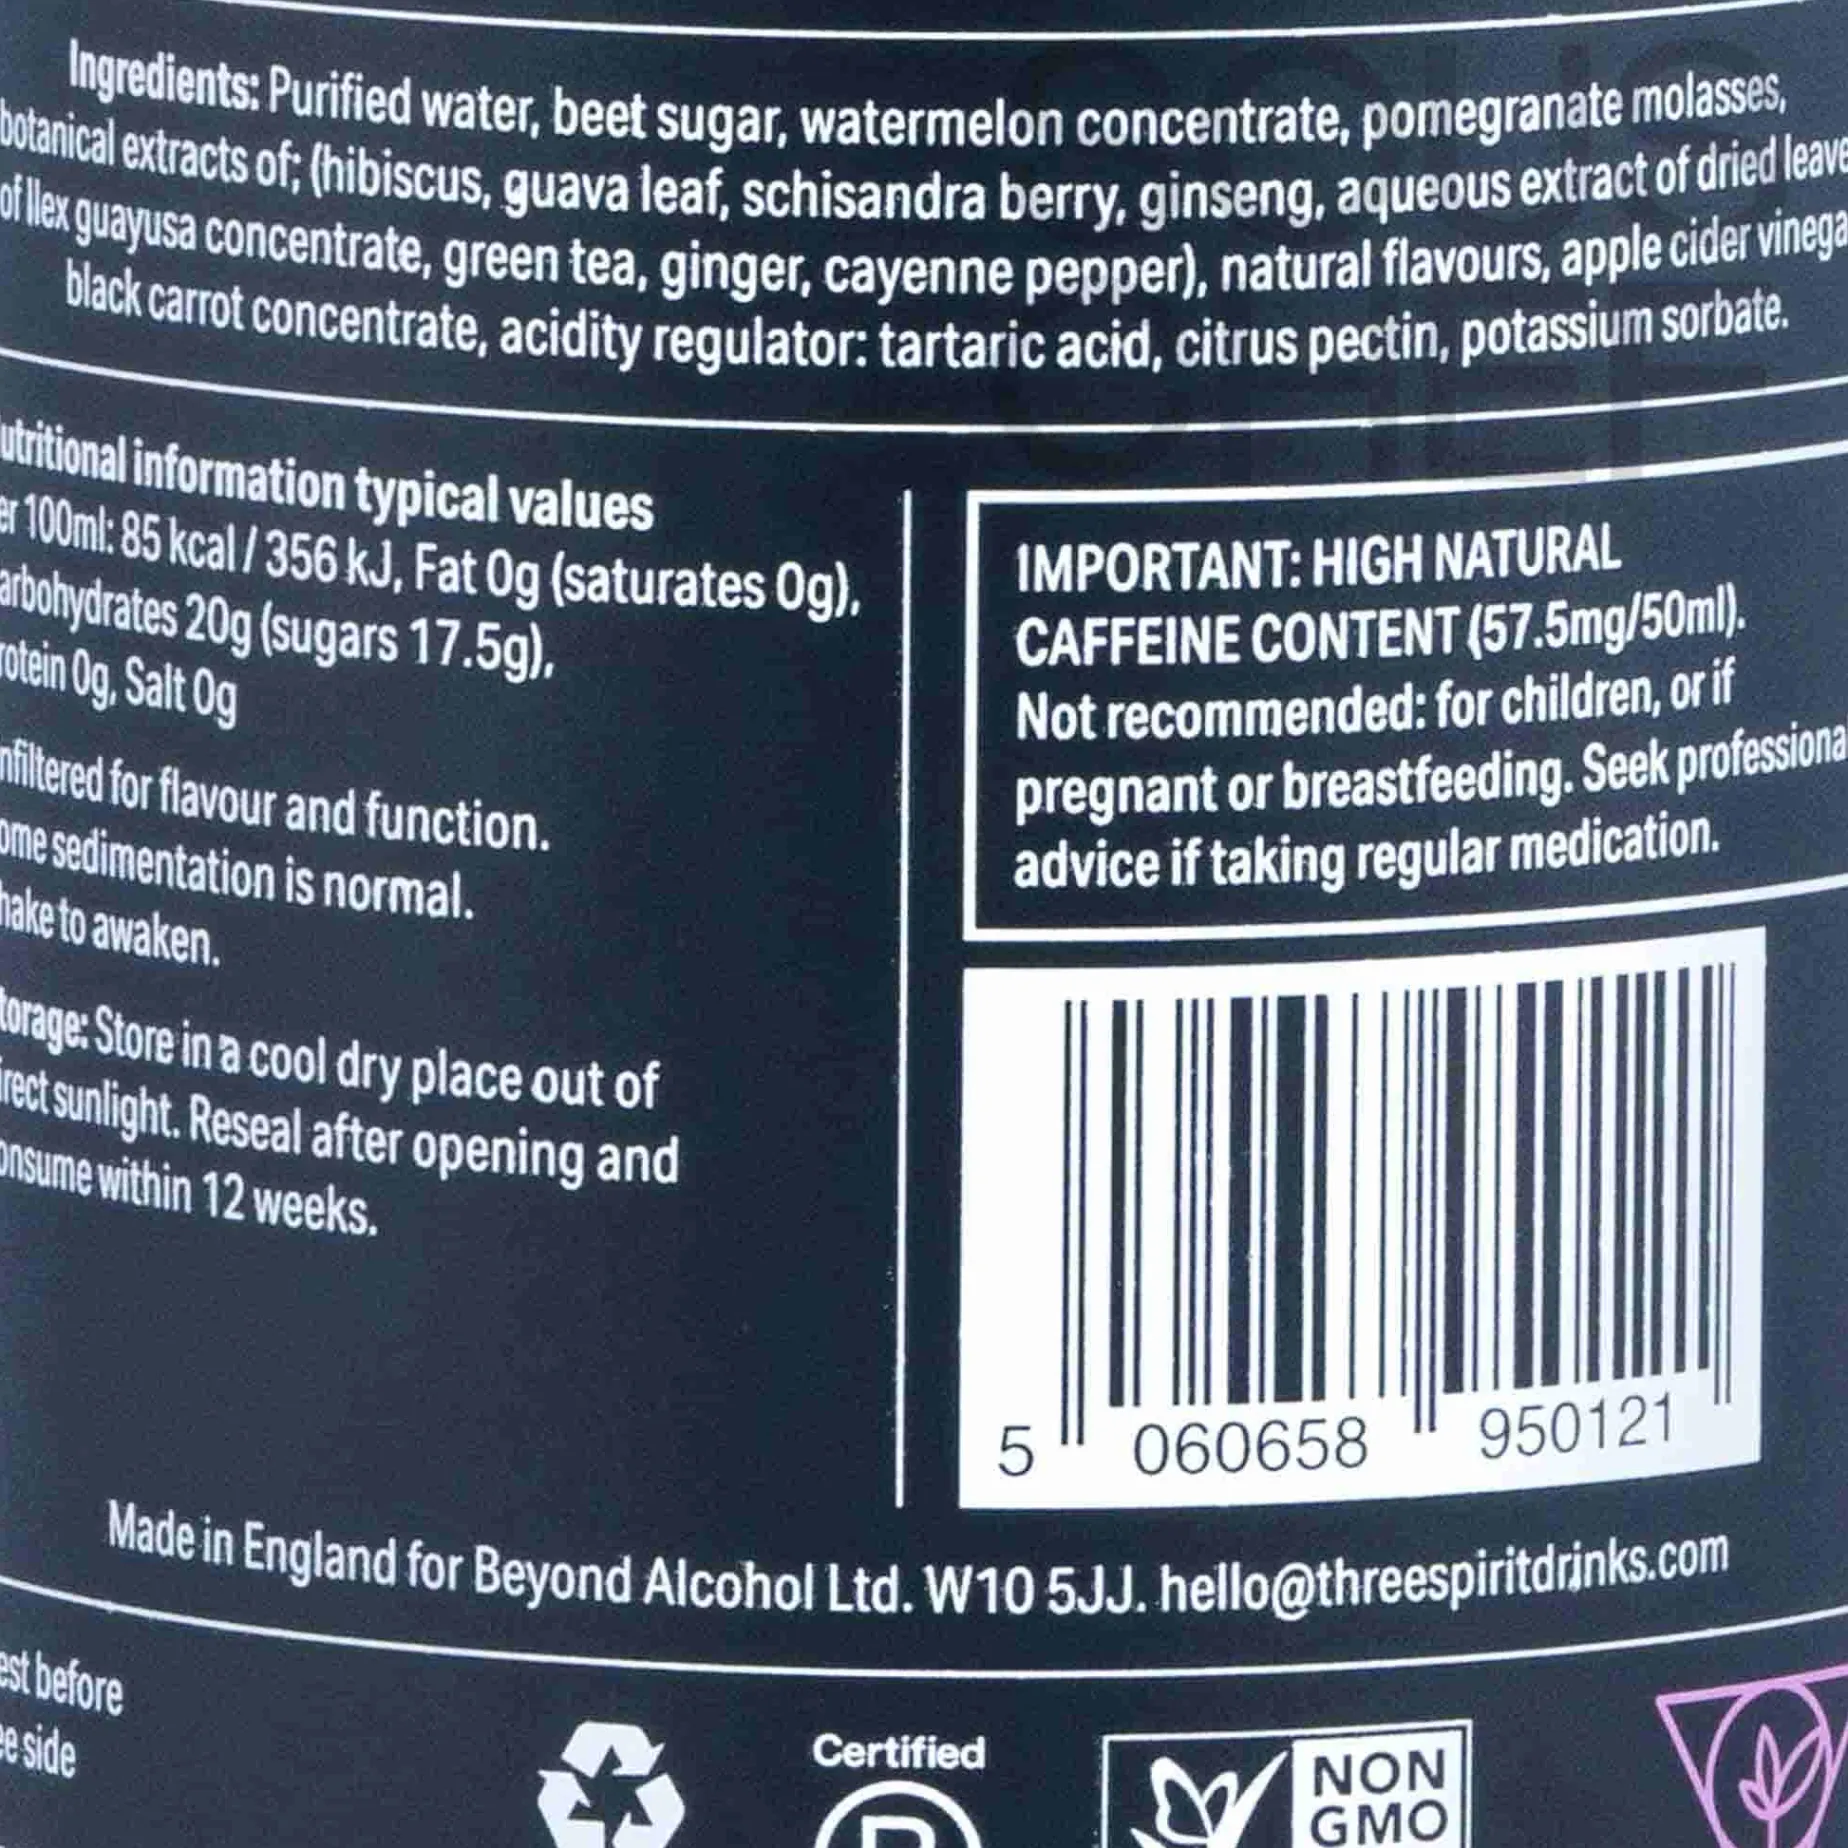 Ingredients: Purified water, beet sugar, watermelon concentrate, pomegranate molasses,
botanical extracts of; (hibiscus, guava leaf, schisandra berry, ginseng, aqueous extract of dried leave
of Ilex guayusa concentrate, green tea, ginger, cayenne pepper), natural flavours, apple cider vinega
black carrot concentrate, acidity regulator: tartaric acid, citrus pectin, potassium sorbate.
utritional information typical values
er 100ml: 85 kcal / 356 kJ, Fat 0g (saturates 0g),
arbohydrates 20g (sugars 17.5g),
rotein 0g, Salt 0g
nfiltered for flavour and function.
ome sedimentation is normal.
hake to awaken.
torage: Store in a cool dry place out of
irect sunlight. Reseal after opening and
onsume within 12 weeks.
IMPORTANT: HIGH NATURAL
CAFFEINE CONTENT (57.5mg/50ml).
Not recommended: for children, or if
pregnant or breastfeeding. Seek professiona
advice if taking regular medication.
5 060658 950121
Made in England for Beyond Alcohol Ltd. W10 5JJ. hello@threespiritdrinks.com
est before
ee side
Certified
NON
GMO